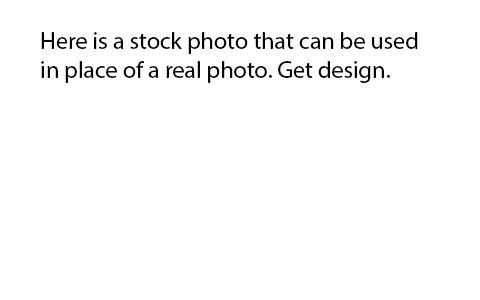 Here is a stock photo that can be used
in place of a real photo. Get design.